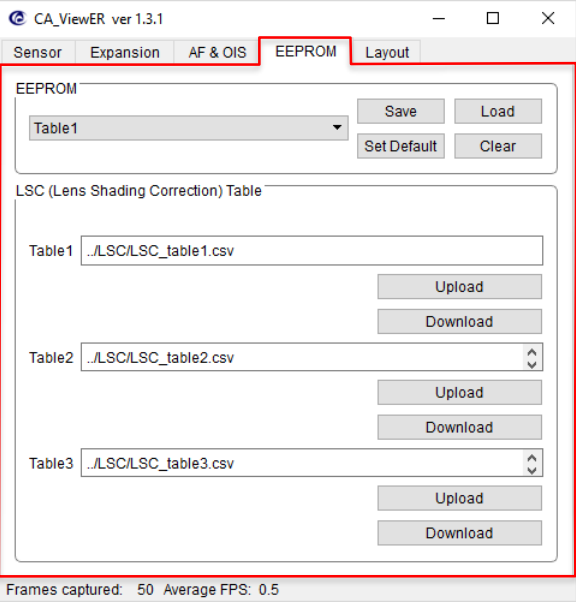 CA_ViewER ver 1.3.1
Sensor Expansion AF & OIS EEPROM Layout
EEPROM
Table1 Save Load
Set Default Clear
LSC (Lens Shading Correction) Table
Table1 ../LSC/LSC_table1.csv
Upload
Download
Table2 ../LSC/LSC_table2.csv
Upload
Download
Table3 ../LSC/LSC_table3.csv
Upload
Download
Frames captured: 50 Average FPS: 0.5